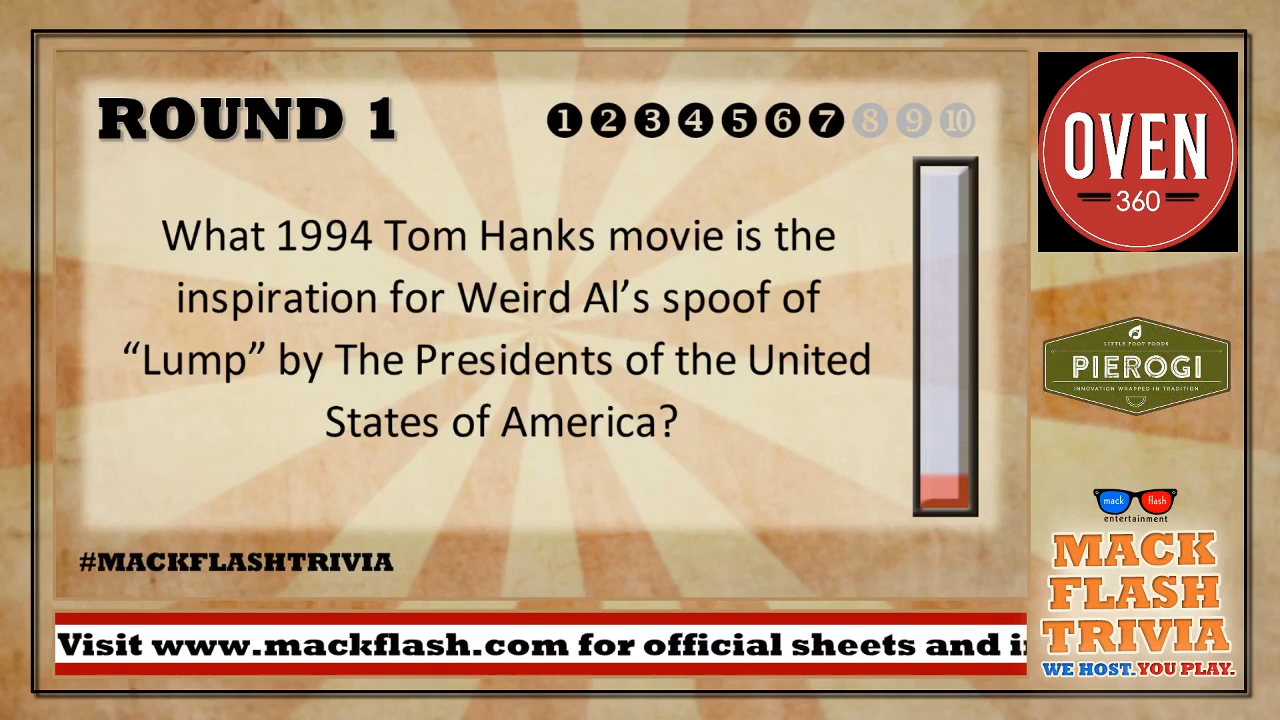 ROUND 1
1 2 3 4 5 6 7 8 9 10
What 1994 Tom Hanks movie is the
inspiration for Weird Al’s spoof of
“Lump” by The Presidents of the United
States of America?
#MACKFLASHTRIVIA
Visit www.mackflash.com for official sheets and
OVEN
360
LITTLE FOOT FOODS
PIEROGI
INNOVATION WRAPPED IN TRADITION
mack flash
entertainment
MACK
FLASH
TRIVIA
WE HOST. YOU PLAY.